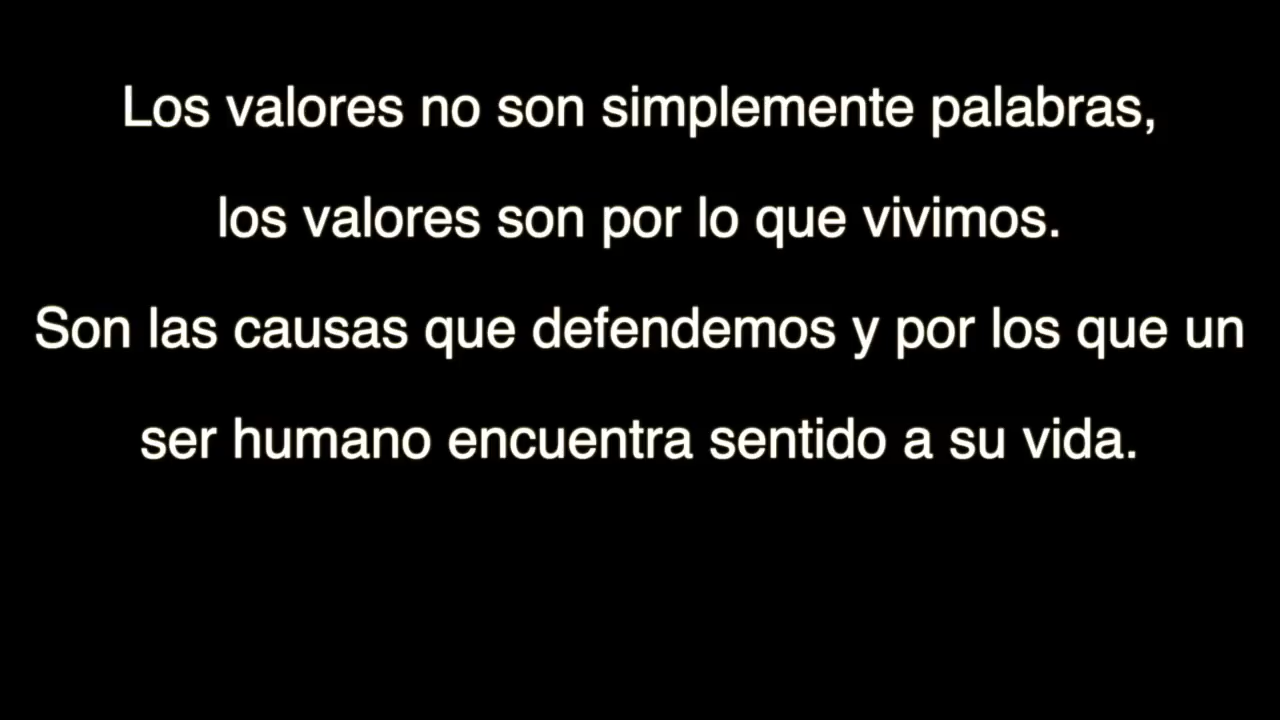 Los valores no son simplemente palabras,
los valores son por lo que vivimos.
Son las causas que defendemos y por los que un
ser humano encuentra sentido a su vida.